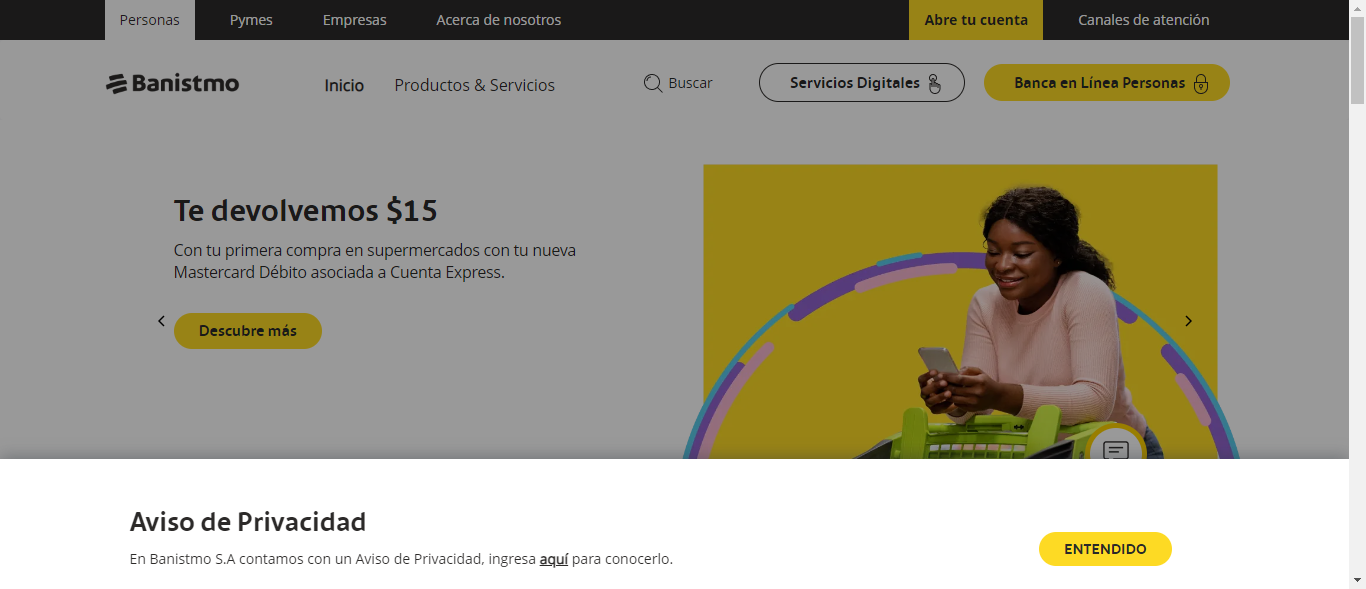 Personas Pymes Empresas Acerca de nosotros Abre tu cuenta Canales de atención
Banistmo Inicio Productos & Servicios Buscar Servicios Digitales Banca en Línea Personas
Te devolvemos $15
Con tu primera compra en supermercados con tu nueva
Mastercard Débito asociada a Cuenta Express.
Descubre más
Aviso de Privacidad
En Banistmo S.A contamos con un Aviso de Privacidad, ingresa aquí para conocerlo.
ENTENDIDO